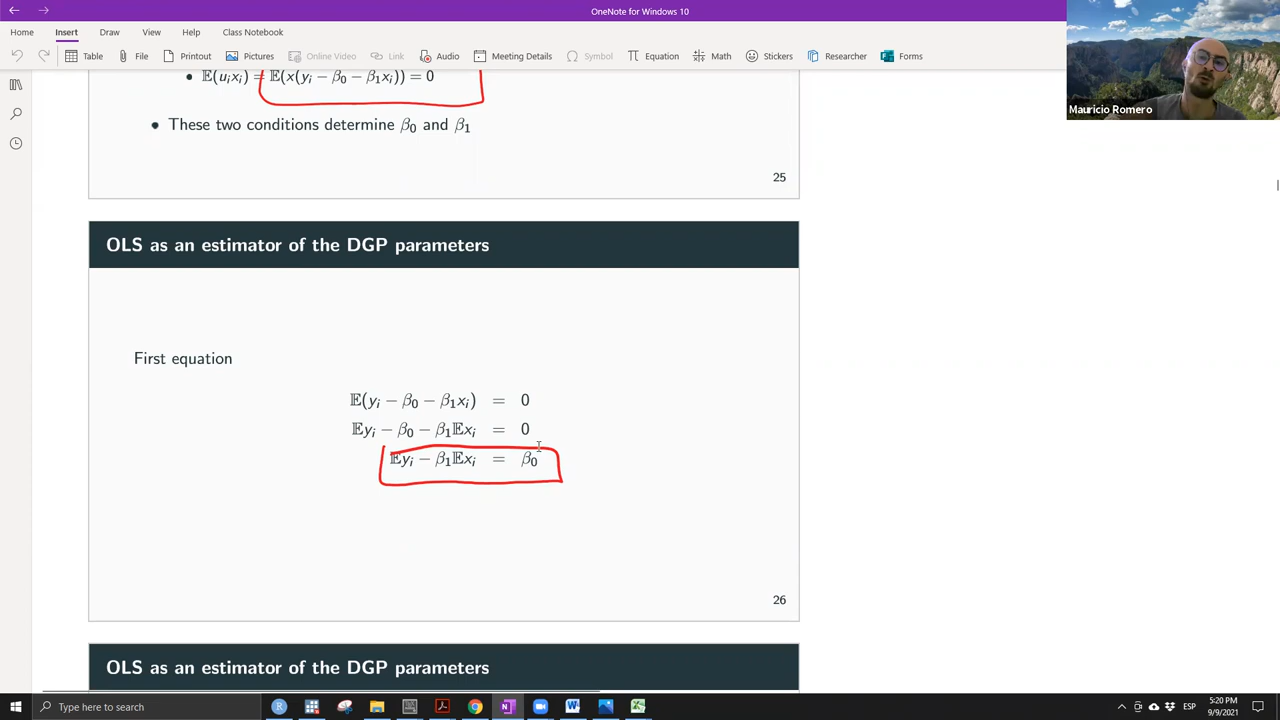 OneNote for Windows 10
Home Insert Draw View Help Class Notebook
Table File Printout Pictures Online Video Link Audio Meeting Details Symbol Equation Math Stickers Researcher Forms
Mauricio Romero
• 𝔼(uᵢxᵢ) = 𝔼(x(yᵢ − β₀ − β₁xᵢ)) = 0
• These two conditions determine β₀ and β₁
25
OLS as an estimator of the DGP parameters
First equation
𝔼(yᵢ − β₀ − β₁xᵢ) = 0
𝔼yᵢ − β₀ − β₁𝔼xᵢ = 0
𝔼yᵢ − β₁𝔼xᵢ = β₀
26
OLS as an estimator of the DGP parameters
Type here to search
ESP
5:20 PM
9/9/2021